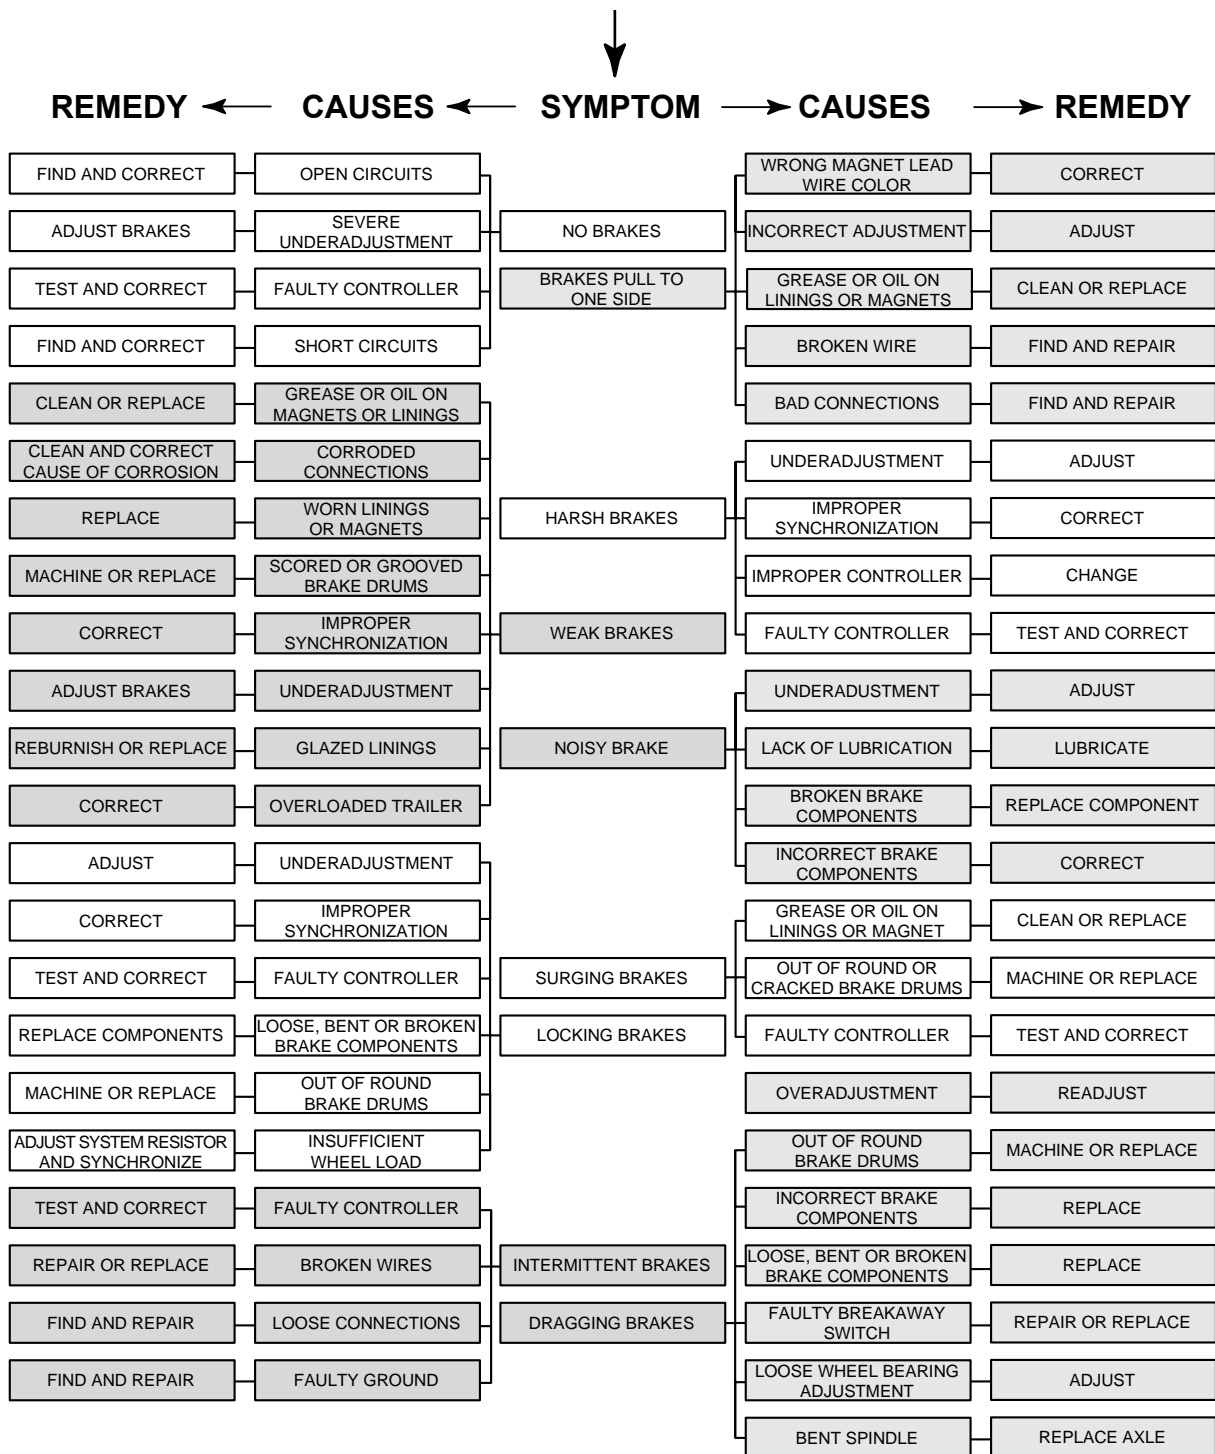 REMEDY
CAUSES
SYMPTOM
CAUSES
REMEDY
FIND AND CORRECT
OPEN CIRCUITS
WRONG MAGNET LEAD
WIRE COLOR
CORRECT
ADJUST BRAKES
SEVERE
UNDERADJUSTMENT
NO BRAKES
INCORRECT ADJUSTMENT
ADJUST
TEST AND CORRECT
FAULTY CONTROLLER
BRAKES PULL TO
ONE SIDE
GREASE OR OIL ON
LININGS OR MAGNETS
CLEAN OR REPLACE
FIND AND CORRECT
SHORT CIRCUITS
BROKEN WIRE
FIND AND REPAIR
CLEAN OR REPLACE
GREASE OR OIL ON
MAGNETS OR LININGS
BAD CONNECTIONS
FIND AND REPAIR
CLEAN AND CORRECT
CAUSE OF CORROSION
CORRODED
CONNECTIONS
UNDERADJUSTMENT
ADJUST
REPLACE
WORN LININGS
OR MAGNETS
HARSH BRAKES
IMPROPER
SYNCHRONIZATION
CORRECT
MACHINE OR REPLACE
SCORED OR GROOVED
BRAKE DRUMS
IMPROPER CONTROLLER
CHANGE
CORRECT
IMPROPER
SYNCHRONIZATION
WEAK BRAKES
FAULTY CONTROLLER
TEST AND CORRECT
ADJUST BRAKES
UNDERADJUSTMENT
UNDERADUSTMENT
ADJUST
REBURNISH OR REPLACE
GLAZED LININGS
NOISY BRAKE
LACK OF LUBRICATION
LUBRICATE
CORRECT
OVERLOADED TRAILER
BROKEN BRAKE
COMPONENTS
REPLACE COMPONENT
ADJUST
UNDERADJUSTMENT
INCORRECT BRAKE
COMPONENTS
CORRECT
CORRECT
IMPROPER
SYNCHRONIZATION
GREASE OR OIL ON
LININGS OR MAGNET
CLEAN OR REPLACE
TEST AND CORRECT
FAULTY CONTROLLER
SURGING BRAKES
OUT OF ROUND OR
CRACKED BRAKE DRUMS
MACHINE OR REPLACE
REPLACE COMPONENTS
LOOSE, BENT OR BROKEN
BRAKE COMPONENTS
LOCKING BRAKES
FAULTY CONTROLLER
TEST AND CORRECT
MACHINE OR REPLACE
OUT OF ROUND
BRAKE DRUMS
OVERADJUSTMENT
READJUST
ADJUST SYSTEM RESISTOR
AND SYNCHRONIZE
INSUFFICIENT
WHEEL LOAD
OUT OF ROUND
BRAKE DRUMS
MACHINE OR REPLACE
TEST AND CORRECT
FAULTY CONTROLLER
INCORRECT BRAKE
COMPONENTS
REPLACE
REPAIR OR REPLACE
BROKEN WIRES
INTERMITTENT BRAKES
LOOSE, BENT OR BROKEN
BRAKE COMPONENTS
REPLACE
FIND AND REPAIR
LOOSE CONNECTIONS
DRAGGING BRAKES
FAULTY BREAKAWAY
SWITCH
REPAIR OR REPLACE
FIND AND REPAIR
FAULTY GROUND
LOOSE WHEEL BEARING
ADJUSTMENT
ADJUST
BENT SPINDLE
REPLACE AXLE